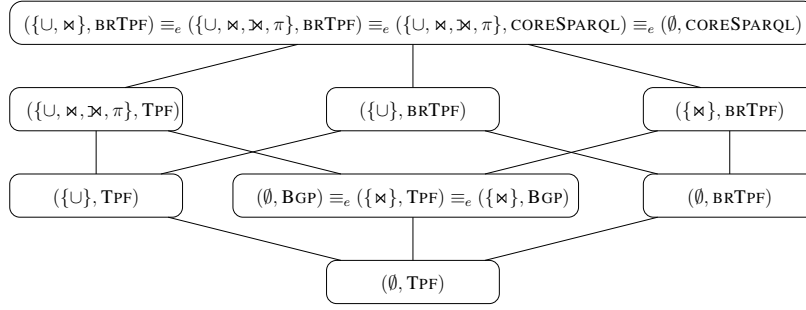 ({∪, ⋈}, BRTPF) ≡e ({∪, ⋈, ⟕, π}, BRTPF) ≡e ({∪, ⋈, ⟕, π}, CORESPARQL) ≡e (∅, CORESPARQL)
({∪, ⋈, ⟕, π}, TPF) ({∪}, BRTPF) ({⋈}, BRTPF)
({∪}, TPF) (∅, BGP) ≡e ({⋈}, TPF) ≡e ({⋈}, BGP) (∅, BRTPF)
(∅, TPF)